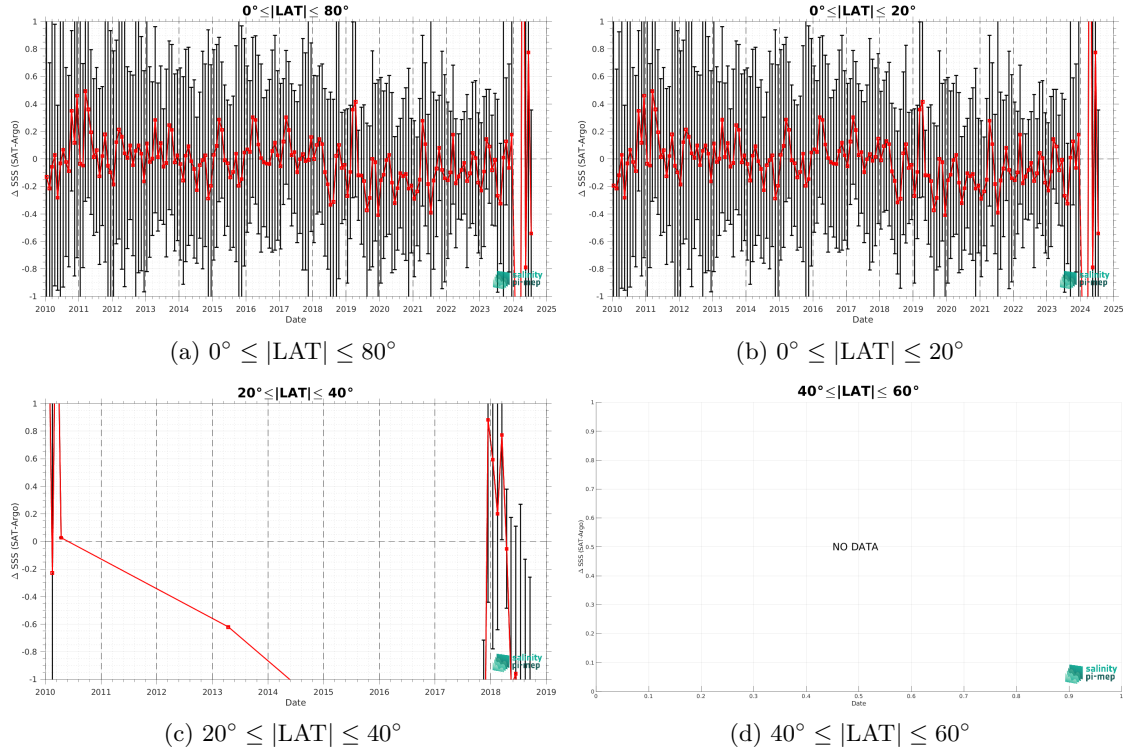 0°≤|LAT|≤ 80°
Δ SSS (SAT-Argo)
1
0.8
0.6
0.4
0.2
0
-0.2
-0.4
-0.6
-0.8
-1
2010 2011 2012 2013 2014 2015 2016 2017 2018 2019 2020 2021 2022 2023 2024 2025
Date
salinity
pi-mep
(a) 0° ≤ |LAT| ≤ 80°
0°≤|LAT|≤ 20°
Δ SSS (SAT-Argo)
1
0.8
0.6
0.4
0.2
0
-0.2
-0.4
-0.6
-0.8
-1
2010 2011 2012 2013 2014 2015 2016 2017 2018 2019 2020 2021 2022 2023 2024 2025
Date
salinity
pi-mep
(b) 0° ≤ |LAT| ≤ 20°
20°≤|LAT|≤ 40°
Δ SSS (SAT-Argo)
1
0.8
0.6
0.4
0.2
0
-0.2
-0.4
-0.6
-0.8
-1
2010 2011 2012 2013 2014 2015 2016 2017 2018 2019
Date
salinity
pi-mep
(c) 20° ≤ |LAT| ≤ 40°
40°≤|LAT|≤ 60°
Δ SSS (SAT-Argo)
1
0.9
0.8
0.7
0.6
0.5
0.4
0.3
0.2
0.1
0
NO DATA
0 0.1 0.2 0.3 0.4 0.5 0.6 0.7 0.8 0.9 1
Date
salinity
pi-mep
(d) 40° ≤ |LAT| ≤ 60°